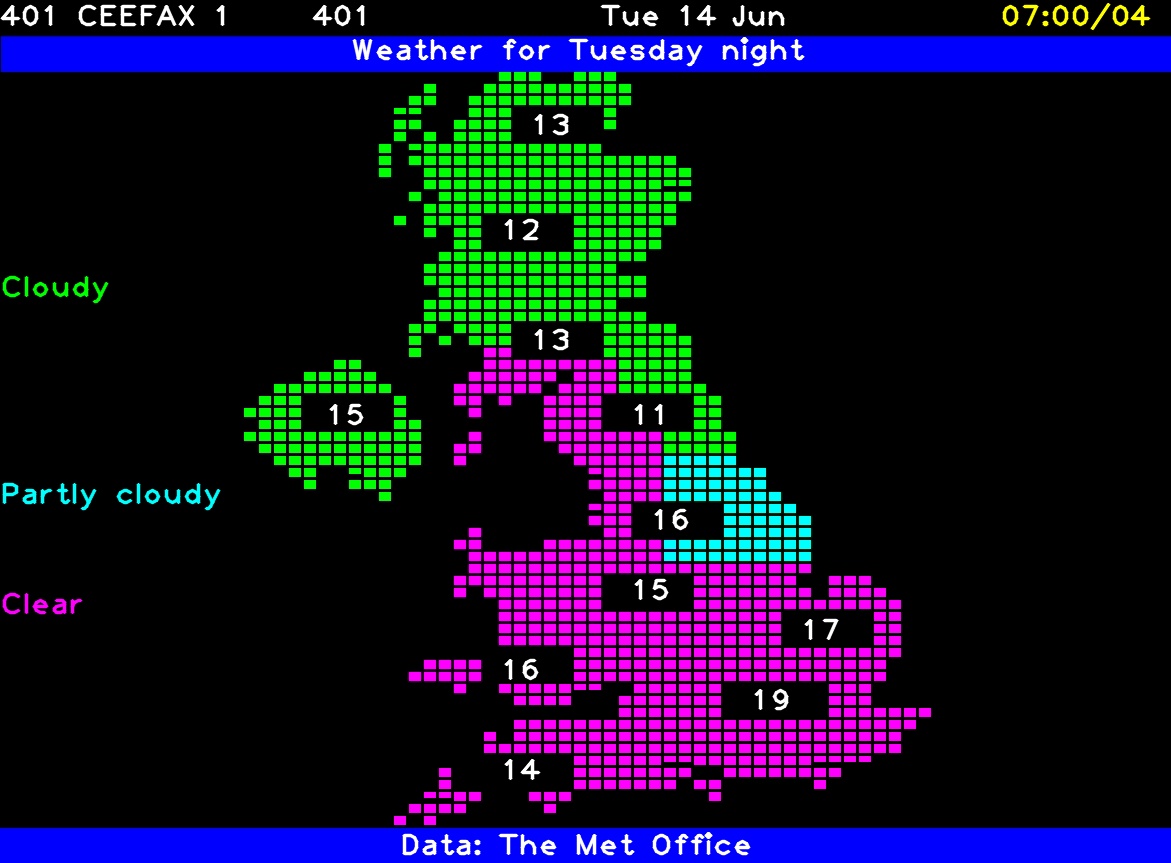 401 CEEFAX 1 401 Tue 14 Jun 07:00/04
Weather for Tuesday night
13
12
Cloudy
13
15 11
Partly cloudy
16
15
Clear
17
16
19
14
Data: The Met Office